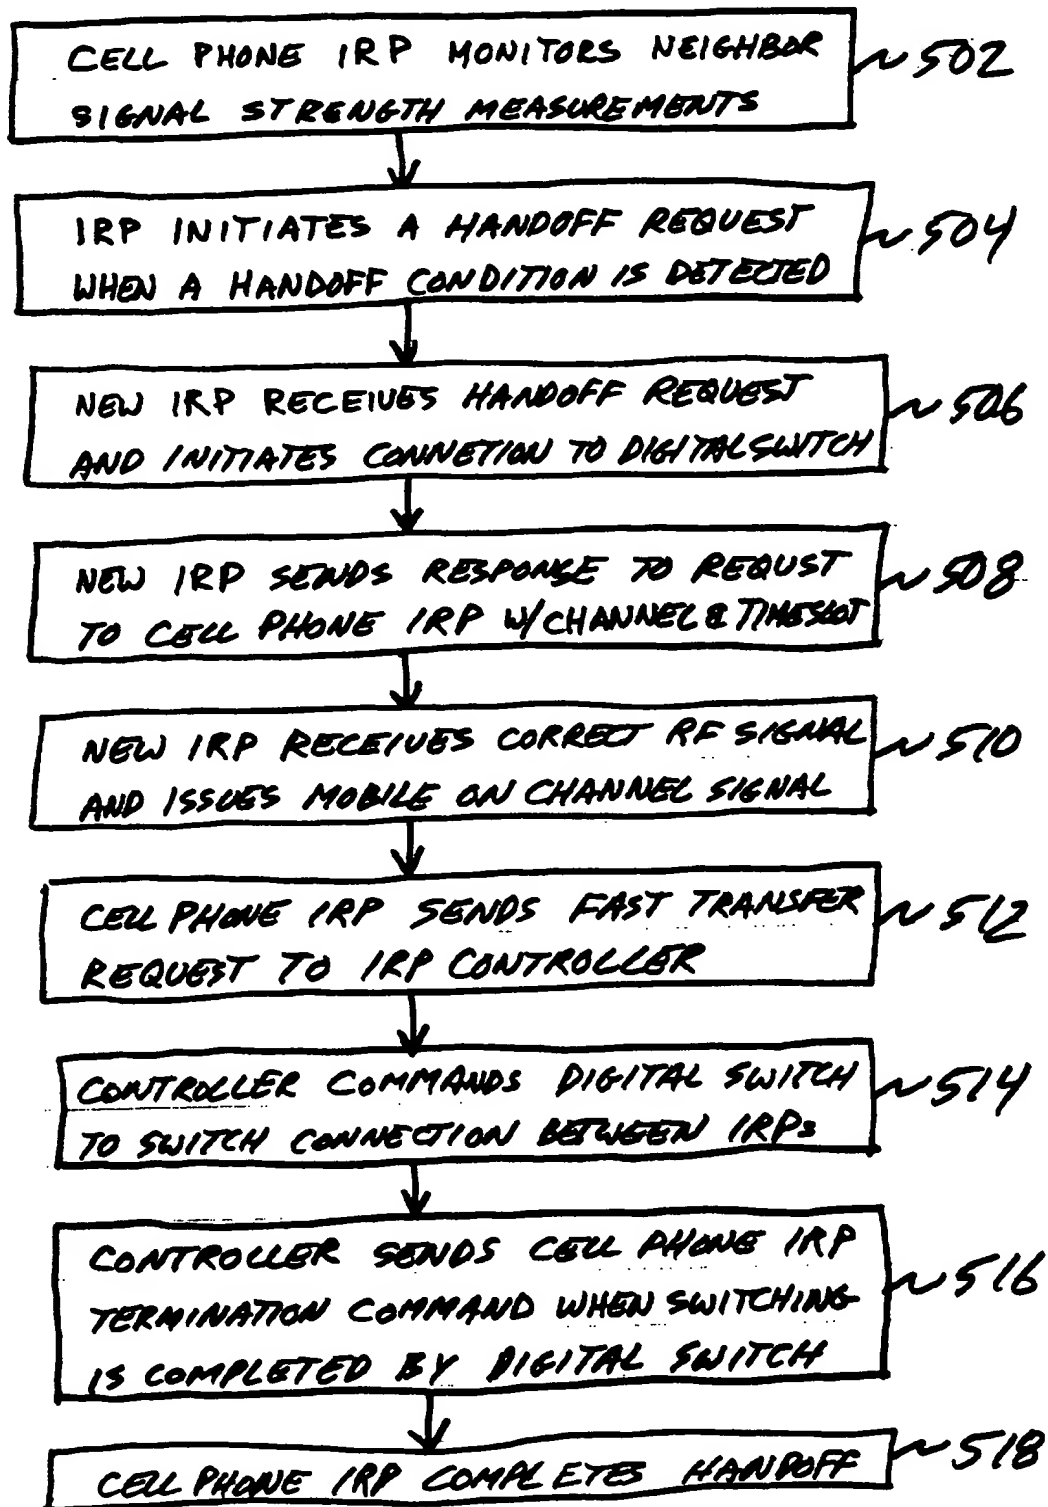 CELL PHONE IRP MONITORS NEIGHBOR
SIGNAL STRENGTH MEASUREMENTS
502
IRP INITIATES A HANDOFF REQUEST
WHEN A HANDOFF CONDITION IS DETECTED
504
NEW IRP RECEIVES HANDOFF REQUEST
AND INITIATES CONNETION TO DIGITAL SWITCH
506
NEW IRP SENDS RESPONSE TO REQUST
TO CELL PHONE IRP W/CHANNEL & TIMESLOT
508
NEW IRP RECEIVES CORRECT RF SIGNAL
AND ISSUES MOBILE ON CHANNEL SIGNAL
510
CELL PHONE IRP SENDS FAST TRANSFER
REQUEST TO IRP CONTROLLER
512
CONTROLLER COMMANDS DIGITAL SWITCH
TO SWITCH CONNECTION BETWEEN IRPs
514
CONTROLLER SENDS CELL PHONE IRP
TERMINATION COMMAND WHEN SWITCHING
IS COMPLETED BY DIGITAL SWITCH
516
CELL PHONE IRP COMPLETES HANDOFF
518